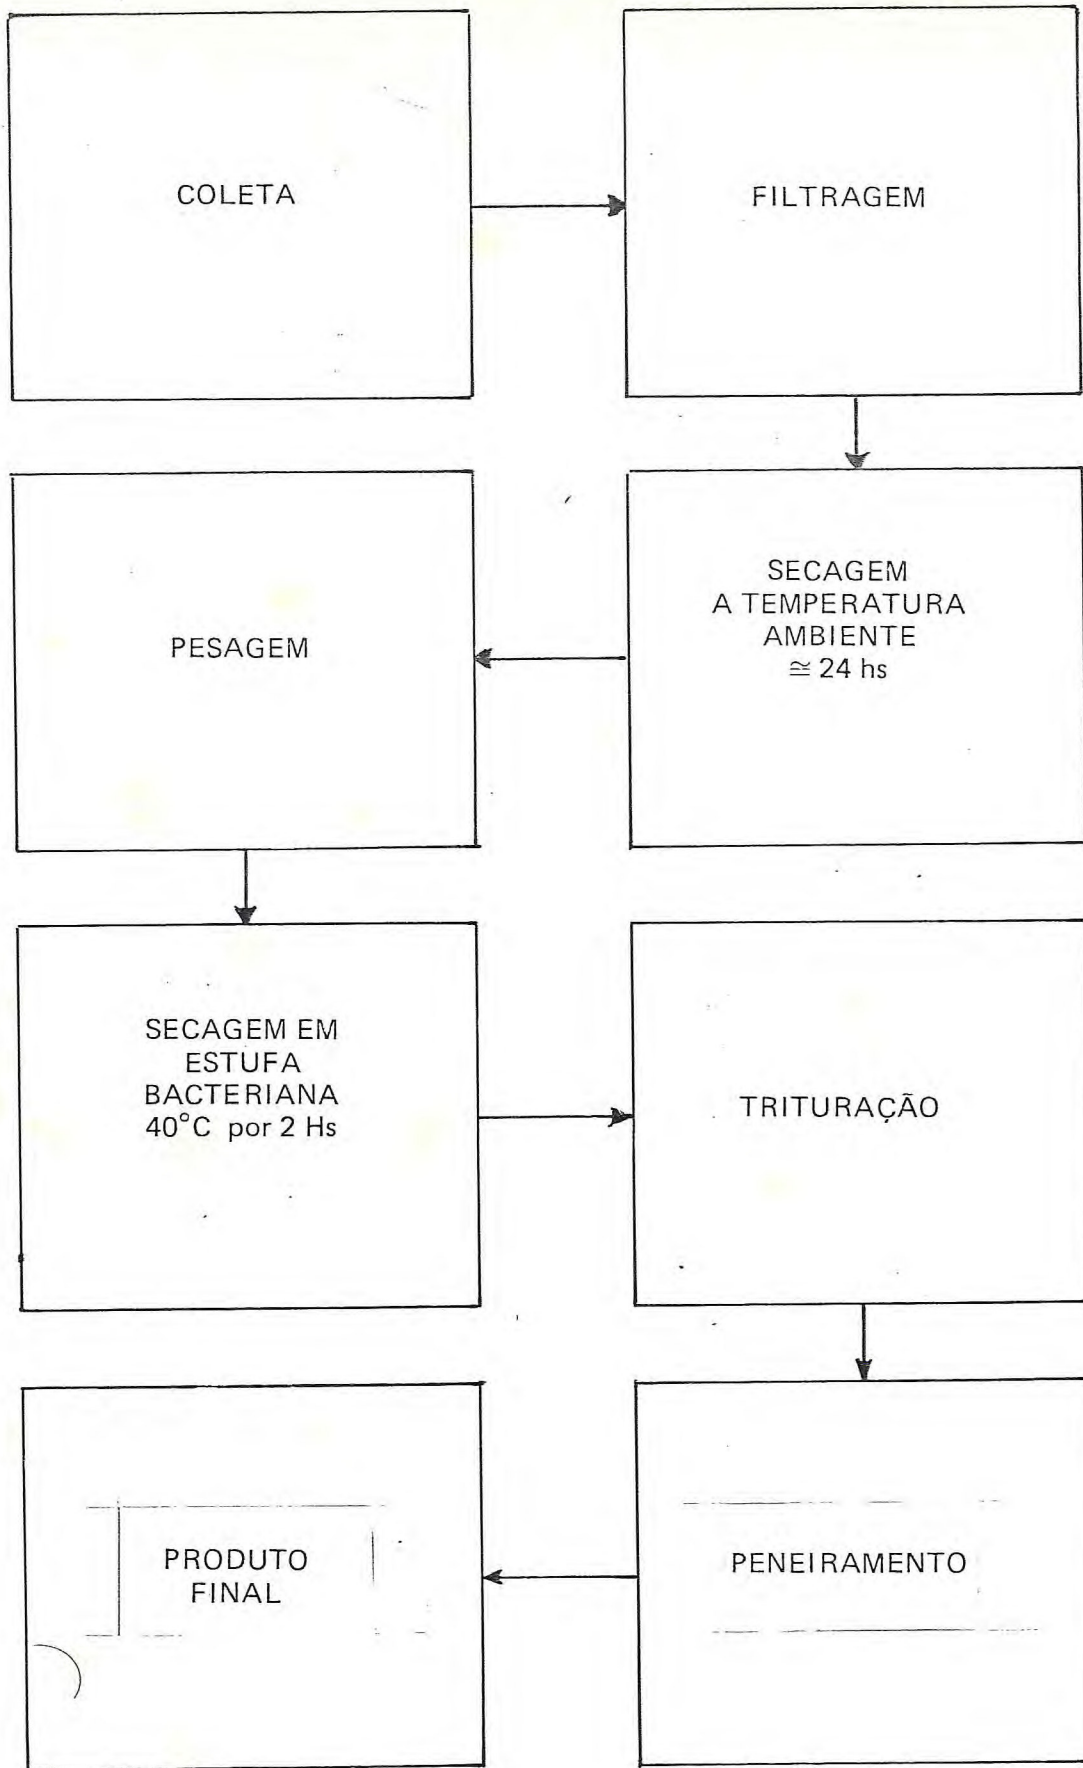 COLETA
FILTRAGEM
SECAGEM
A TEMPERATURA
AMBIENTE
≅ 24 hs
PESAGEM
SECAGEM EM
ESTUFA
BACTERIANA
40°C por 2 Hs
TRITURAÇÃO
PENEIRAMENTO
PRODUTO
FINAL